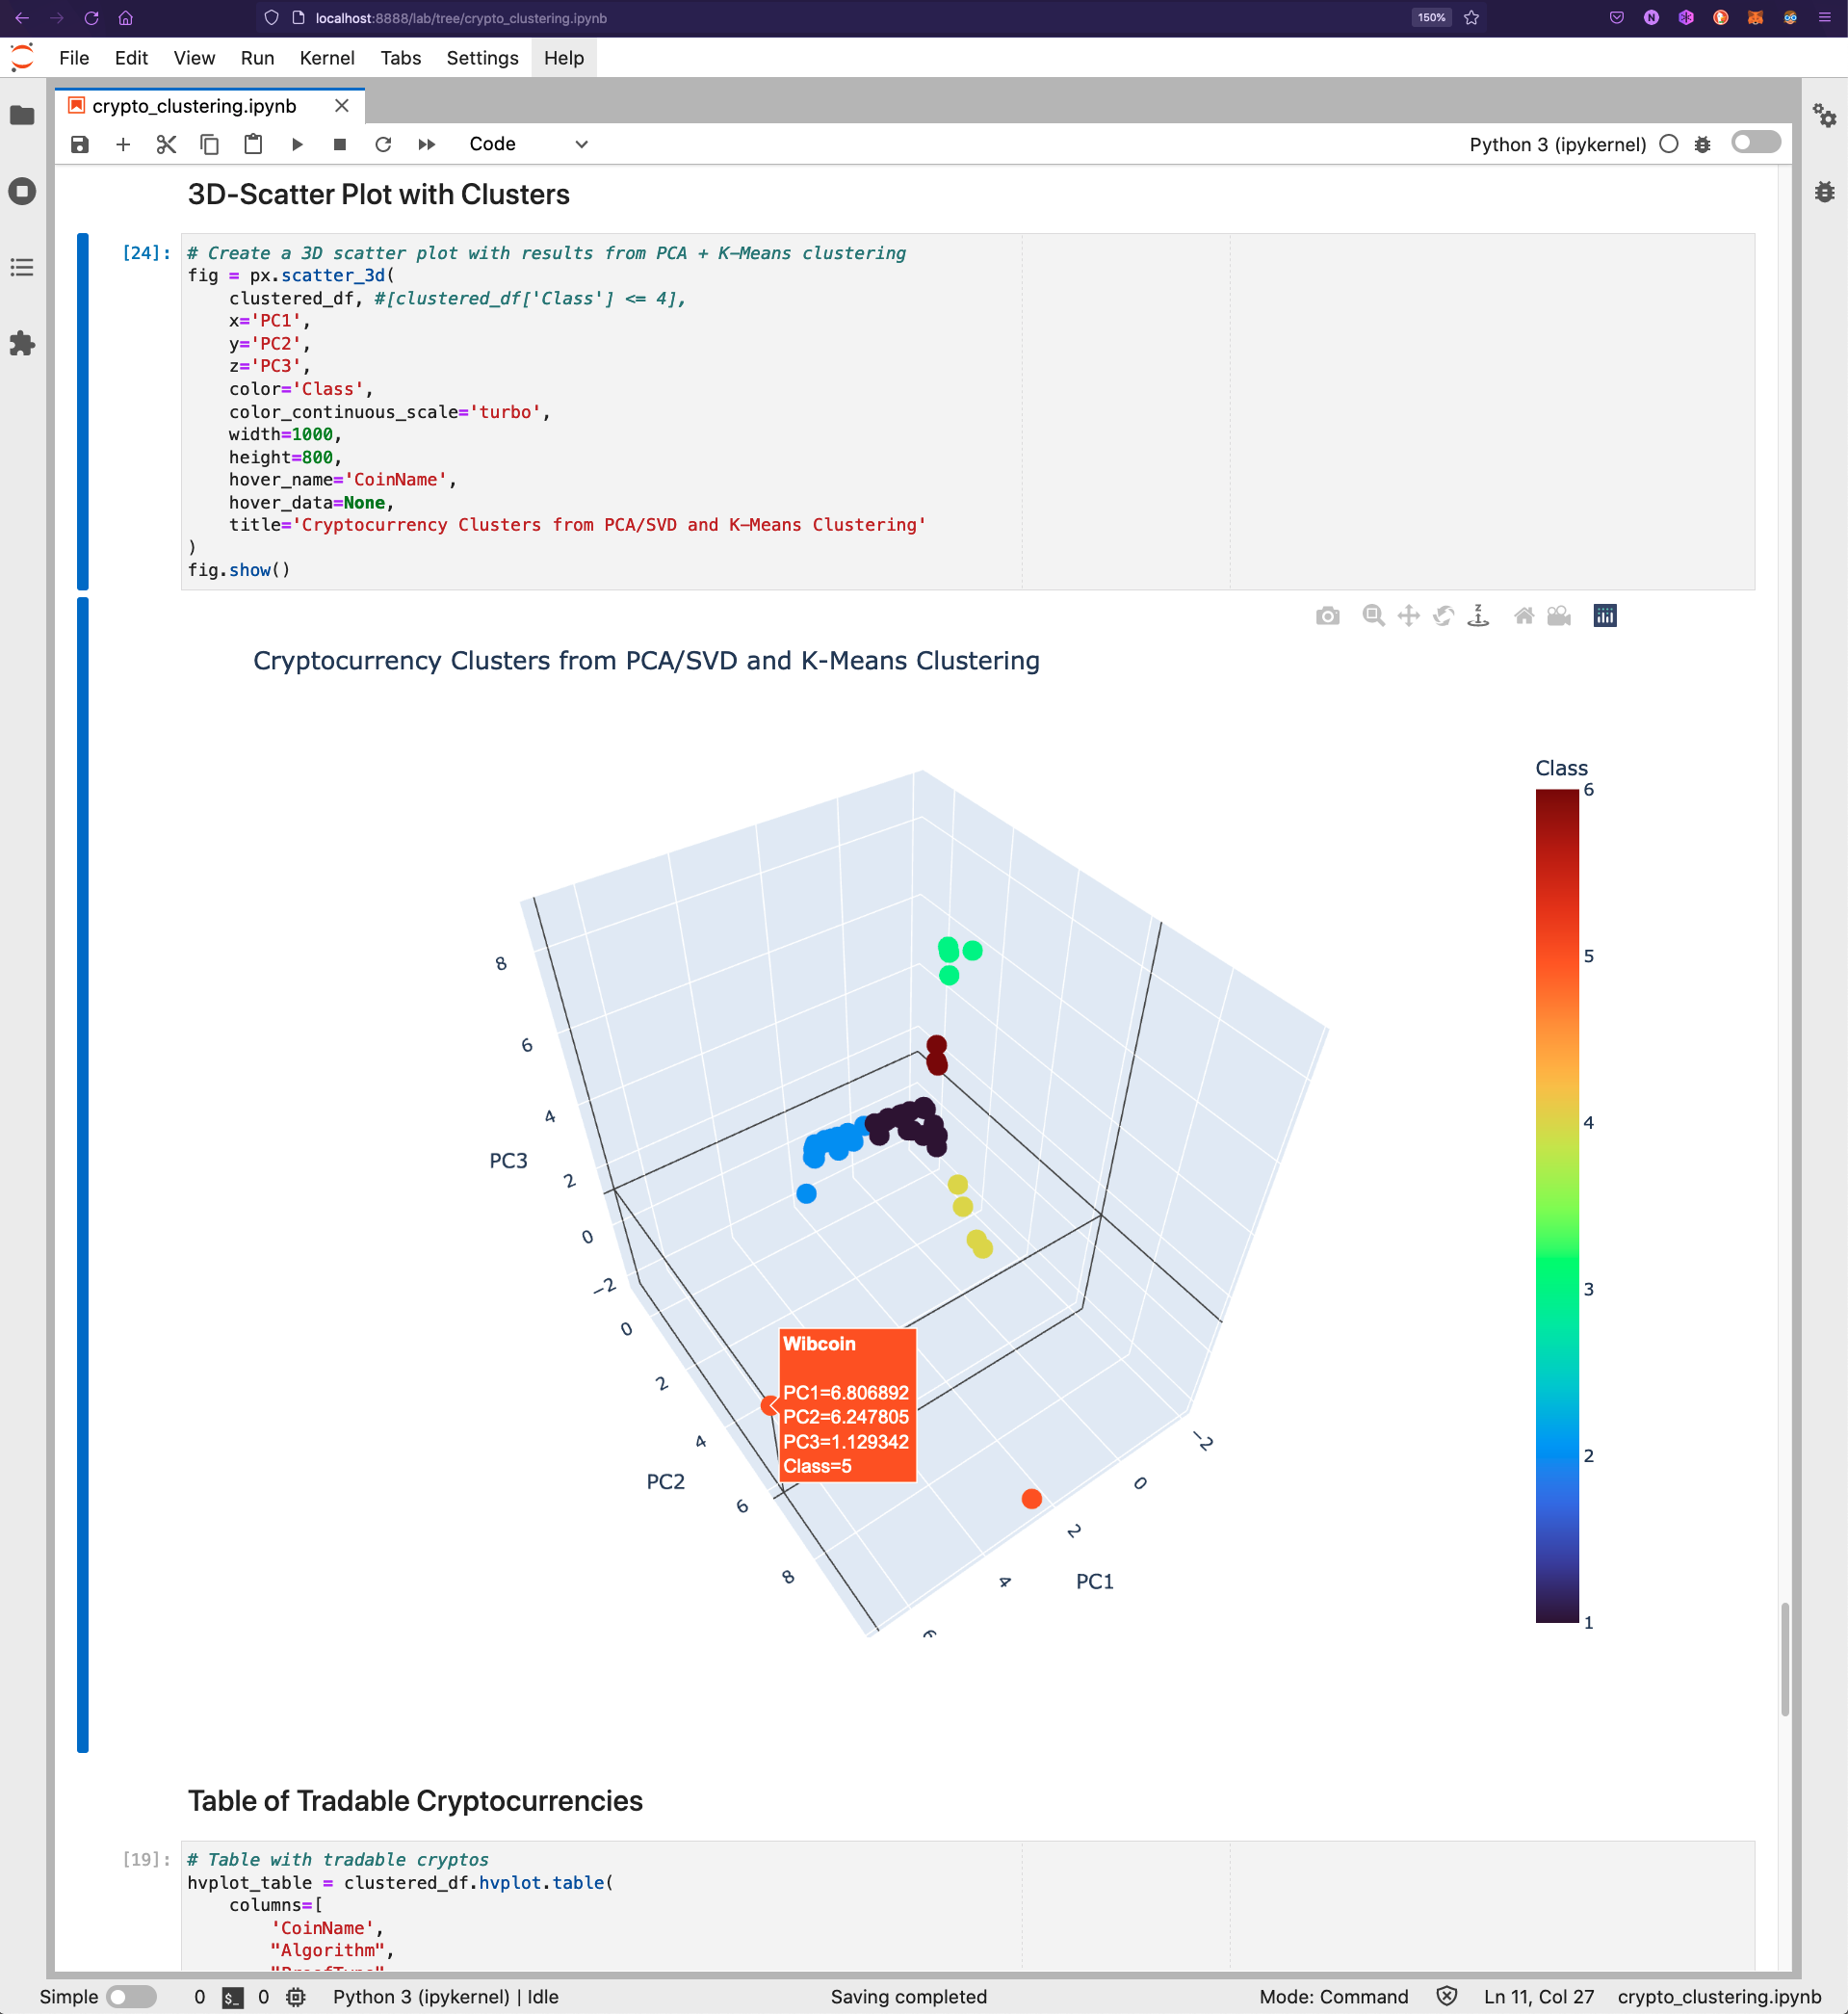 localhost:8888/lab/tree/crypto_clustering.ipynb
150%
N
File Edit View Run Kernel Tabs Settings Help
crypto_clustering.ipynb
Code
Python 3 (ipykernel)
3D-Scatter Plot with Clusters
[24]:
# Create a 3D scatter plot with results from PCA + K-Means clustering
fig = px.scatter_3d(
    clustered_df, #[clustered_df['Class'] <= 4],
    x='PC1',
    y='PC2',
    z='PC3',
    color='Class',
    color_continuous_scale='turbo',
    width=1000,
    height=800,
    hover_name='CoinName',
    hover_data=None,
    title='Cryptocurrency Clusters from PCA/SVD and K-Means Clustering'
)
fig.show()
Z
Cryptocurrency Clusters from PCA/SVD and K-Means Clustering
Class
6
5
4
3
2
1
8
6
4
2
0
−2
PC3
0
2
4
6
8
PC2
−2
0
2
4
6
PC1
Wibcoin
PC1=6.806892
PC2=6.247805
PC3=1.129342
Class=5
Table of Tradable Cryptocurrencies
[19]:
# Table with tradable cryptos
hvplot_table = clustered_df.hvplot.table(
    columns=[
        'CoinName',
        "Algorithm",
Simple 0 $_ 0 Python 3 (ipykernel) | Idle
Saving completed
Mode: Command Ln 11, Col 27 crypto_clustering.ipynb